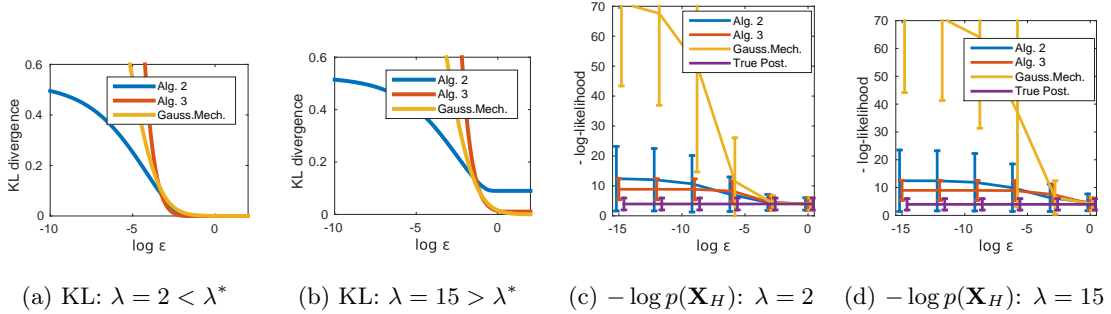 0.6
0.4
0.2
0
KL divergence
Alg. 2
Alg. 3
Gauss.Mech.
-10 -5 0
log ε
(a) KL: λ = 2 < λ*
0.6
0.4
0.2
0
KL divergence
Alg. 2
Alg. 3
Gauss.Mech.
-10 -5 0
log ε
(b) KL: λ = 15 > λ*
70
60
50
40
30
20
10
0
- log-likelihood
Alg. 2
Alg. 3
Gauss.Mech.
True Post.
-15 -10 -5 0
log ε
(c) − log p(X_H): λ = 2
70
60
50
40
30
20
10
0
- log-likelihood
Alg. 2
Alg. 3
Gauss.Mech.
True Post.
-15 -10 -5 0
log ε
(d) − log p(X_H): λ = 15